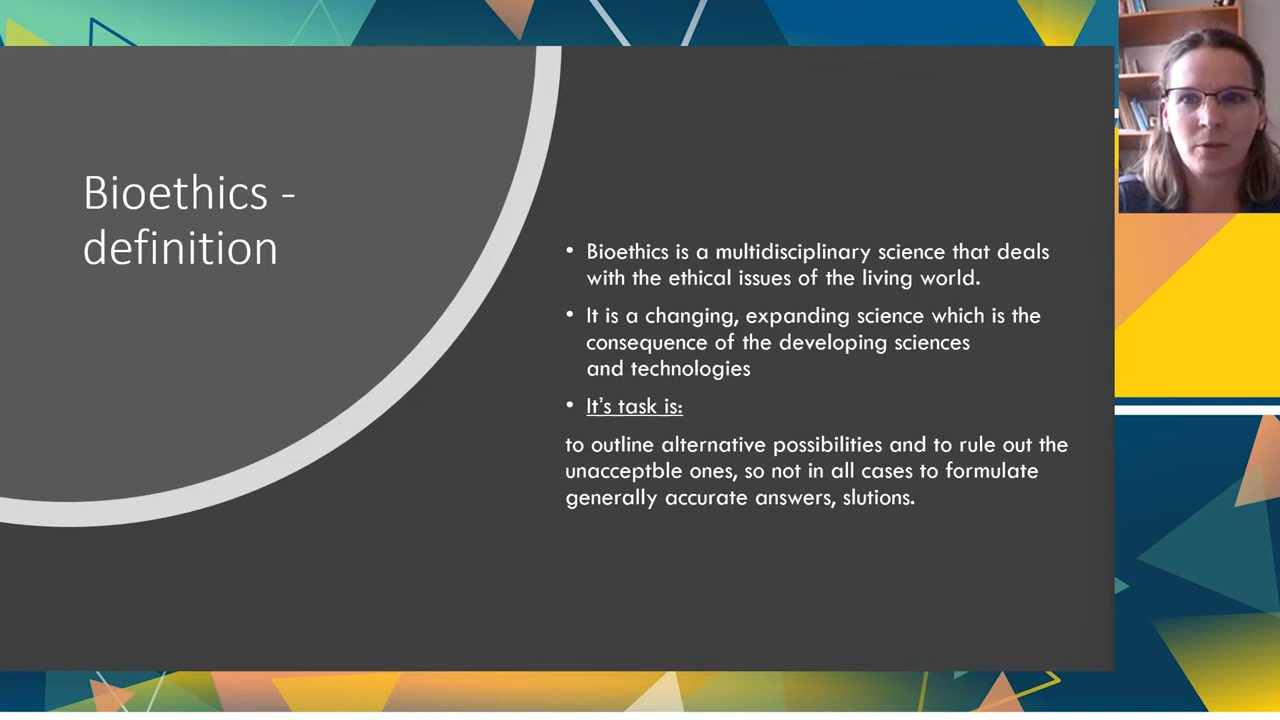 Bioethics -
definition
• Bioethics is a multidisciplinary science that deals
with the ethical issues of the living world.
• It is a changing, expanding science which is the
consequence of the developing sciences
and technologies
• It's task is:
to outline alternative possibilities and to rule out the
unacceptble ones, so not in all cases to formulate
generally accurate answers, slutions.